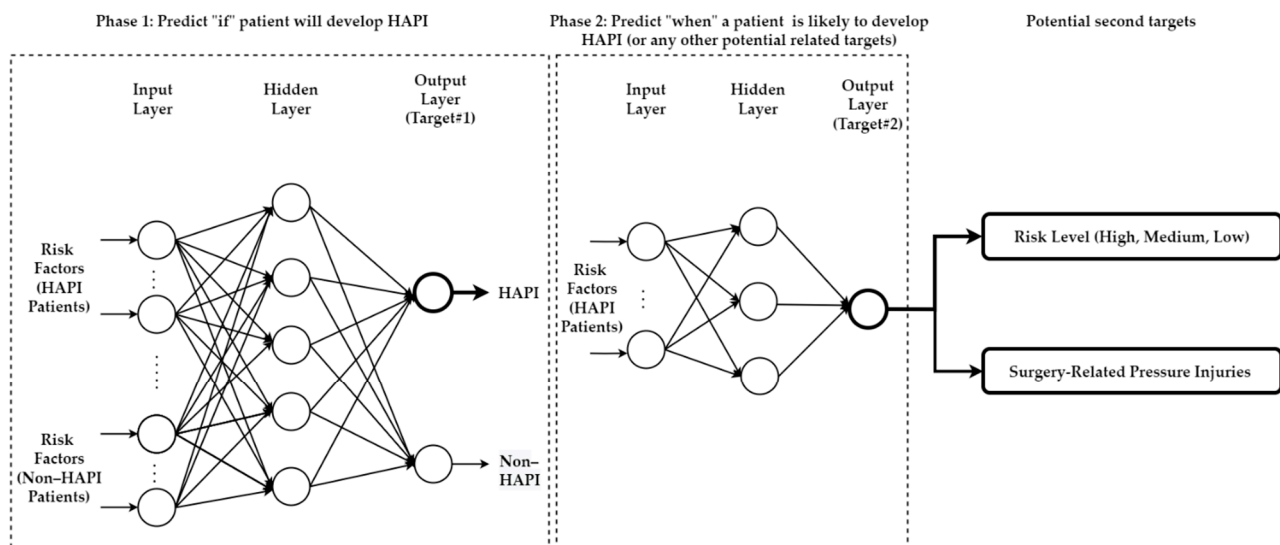 Phase 1: Predict "if" patient will develop HAPI
Input
Layer
Hidden
Layer
Output
Layer
(Target#1)
Risk
Factors
(HAPI
Patients)
Risk
Factors
(Non–HAPI
Patients)
HAPI
Non–
HAPI
Phase 2: Predict "when" a patient is likely to develop
HAPI (or any other potential related targets)
Input
Layer
Hidden
Layer
Output
Layer
(Target#2)
Risk
Factors
(HAPI
Patients)
Potential second targets
Risk Level (High, Medium, Low)
Surgery-Related Pressure Injuries